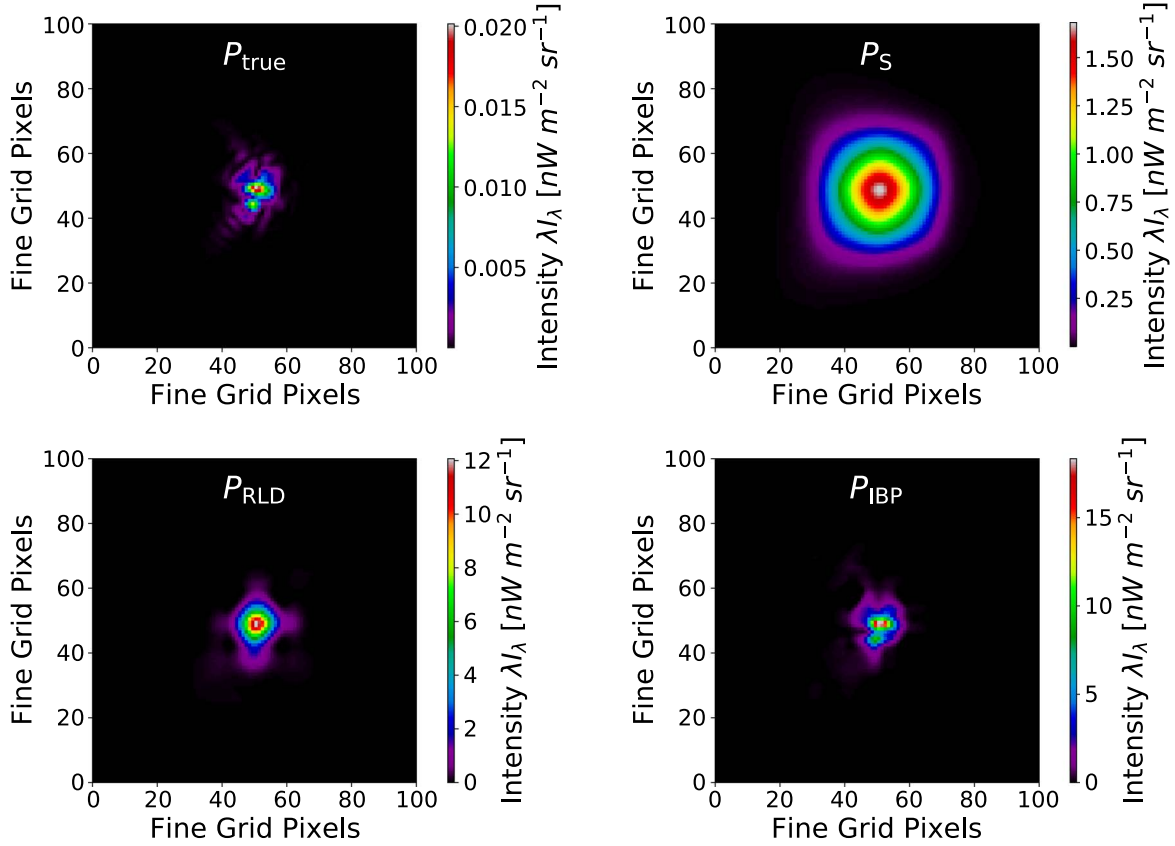 100
80
60
40
20
0
Fine Grid Pixels
P_true
0 20 40 60 80 100
Fine Grid Pixels
0.020
0.015
0.010
0.005
Intensity λI_λ [nW m⁻² sr⁻¹]
100
80
60
40
20
0
Fine Grid Pixels
P_S
0 20 40 60 80 100
Fine Grid Pixels
1.50
1.25
1.00
0.75
0.50
0.25
Intensity λI_λ [nW m⁻² sr⁻¹]
100
80
60
40
20
0
Fine Grid Pixels
P_RLD
0 20 40 60 80 100
Fine Grid Pixels
12
10
8
6
4
2
0
Intensity λI_λ [nW m⁻² sr⁻¹]
100
80
60
40
20
0
Fine Grid Pixels
P_IBP
0 20 40 60 80 100
Fine Grid Pixels
15
10
5
0
Intensity λI_λ [nW m⁻² sr⁻¹]